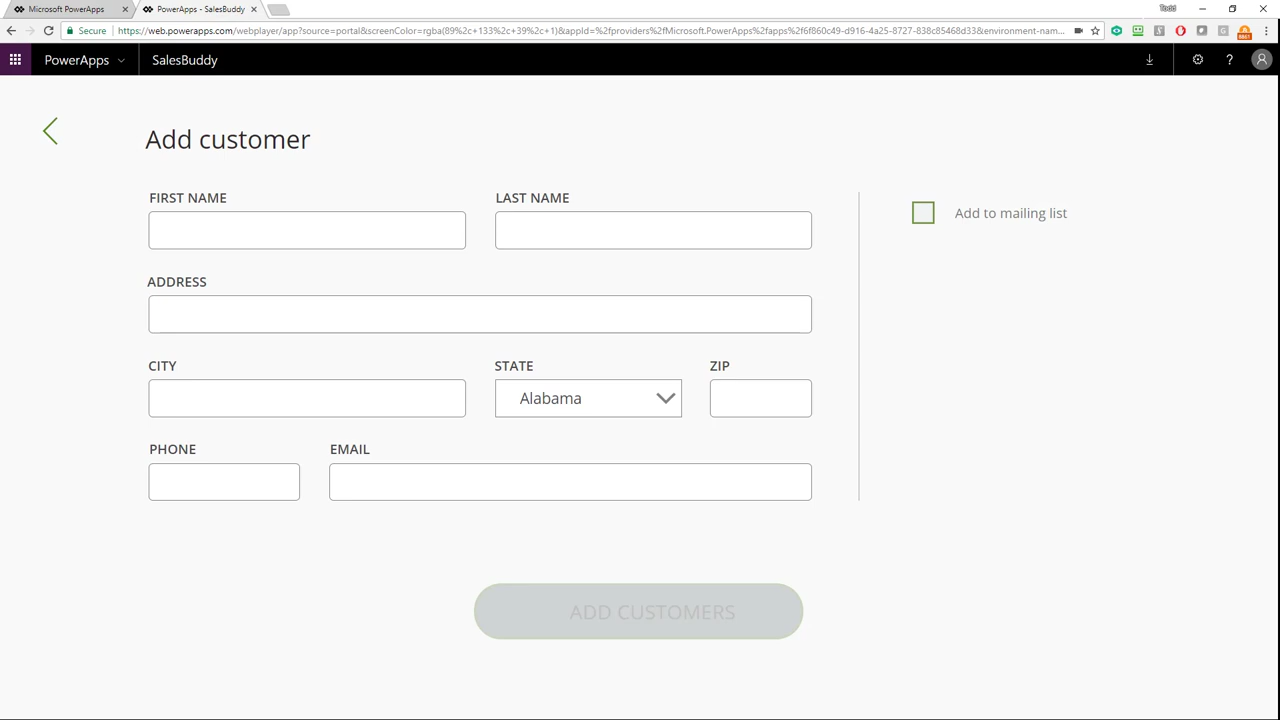 Microsoft PowerApps
PowerApps - SalesBuddy
Todd
Secure
https://web.powerapps.com/webplayer/app?source=portal&screenColor=rgb(89%2c+133%2c+39%2c+1)&appId=%2fproviders%2fMicrosoft.PowerApps%2fapps%2f6f860c49-d916-4a25-8727-838c85468d33&environment-nam...
PowerApps
SalesBuddy
Add customer
FIRST NAME
LAST NAME
Add to mailing list
ADDRESS
CITY
STATE
ZIP
Alabama
PHONE
EMAIL
ADD CUSTOMERS